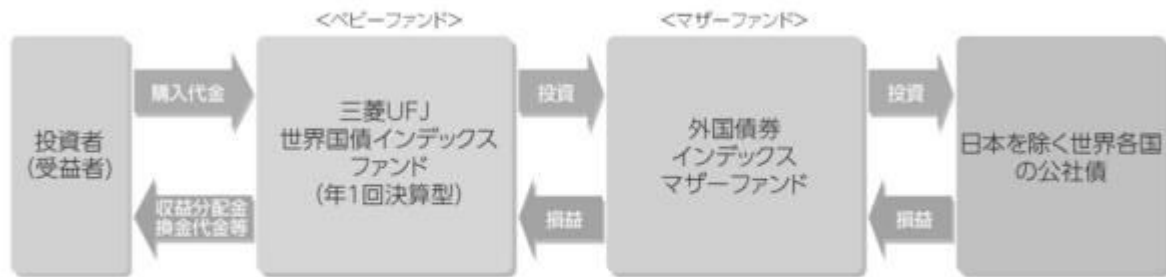 <ベビーファンド>
<マザーファンド>
投資者
(受益者)
購入代金
収益分配金
換金代金等
三菱UFJ
世界国債インデックス
ファンド
(年1回決算型)
投資
損益
外国債券
インデックス
マザーファンド
投資
損益
日本を除く世界各国
の公社債